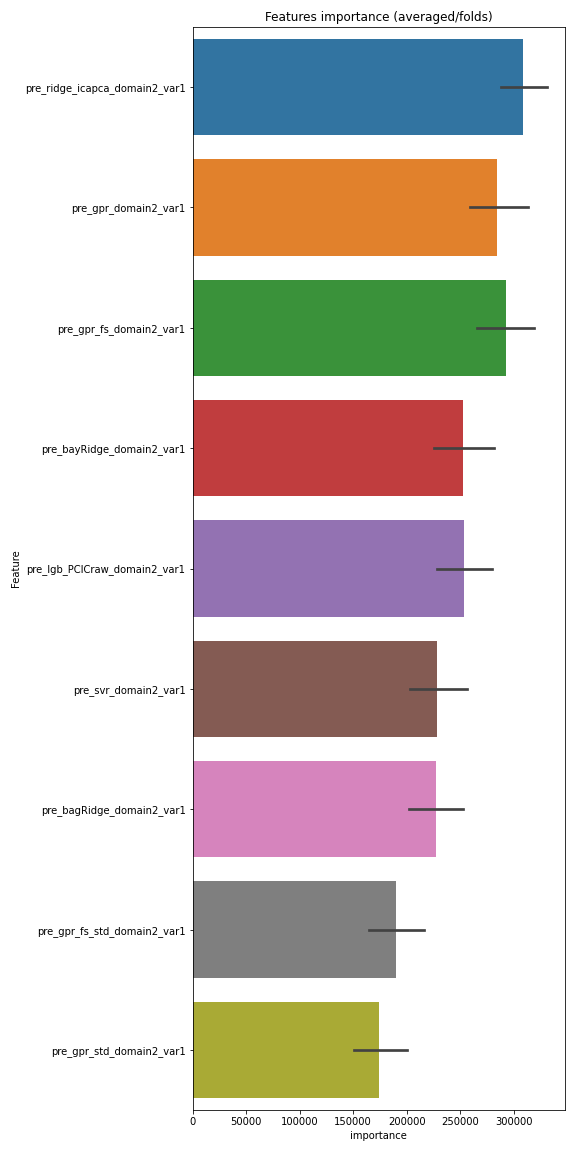 Features importance (averaged/folds)
pre_ridge_icapca_domain2_var1
pre_gpr_domain2_var1
pre_gpr_fs_domain2_var1
pre_bayRidge_domain2_var1
Feature
pre_lgb_PCICraw_domain2_var1
pre_svr_domain2_var1
pre_bagRidge_domain2_var1
pre_gpr_fs_std_domain2_var1
pre_gpr_std_domain2_var1
0 50000 100000 150000 200000 250000 300000
importance